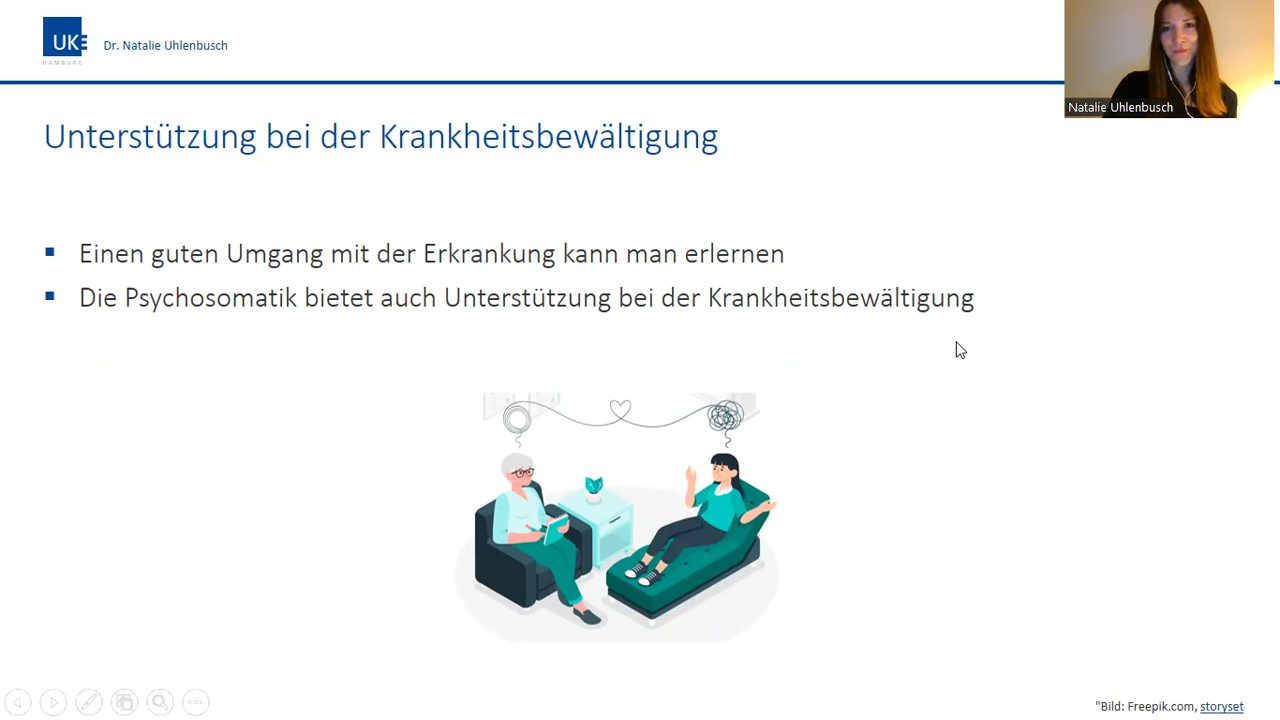 UKE
HAMBURG
Dr. Natalie Uhlenbusch
Natalie Uhlenbusch
Unterstützung bei der Krankheitsbewältigung
Einen guten Umgang mit der Erkrankung kann man erlernen
Die Psychosomatik bietet auch Unterstützung bei der Krankheitsbewältigung
"Bild: Freepik.com, storyset